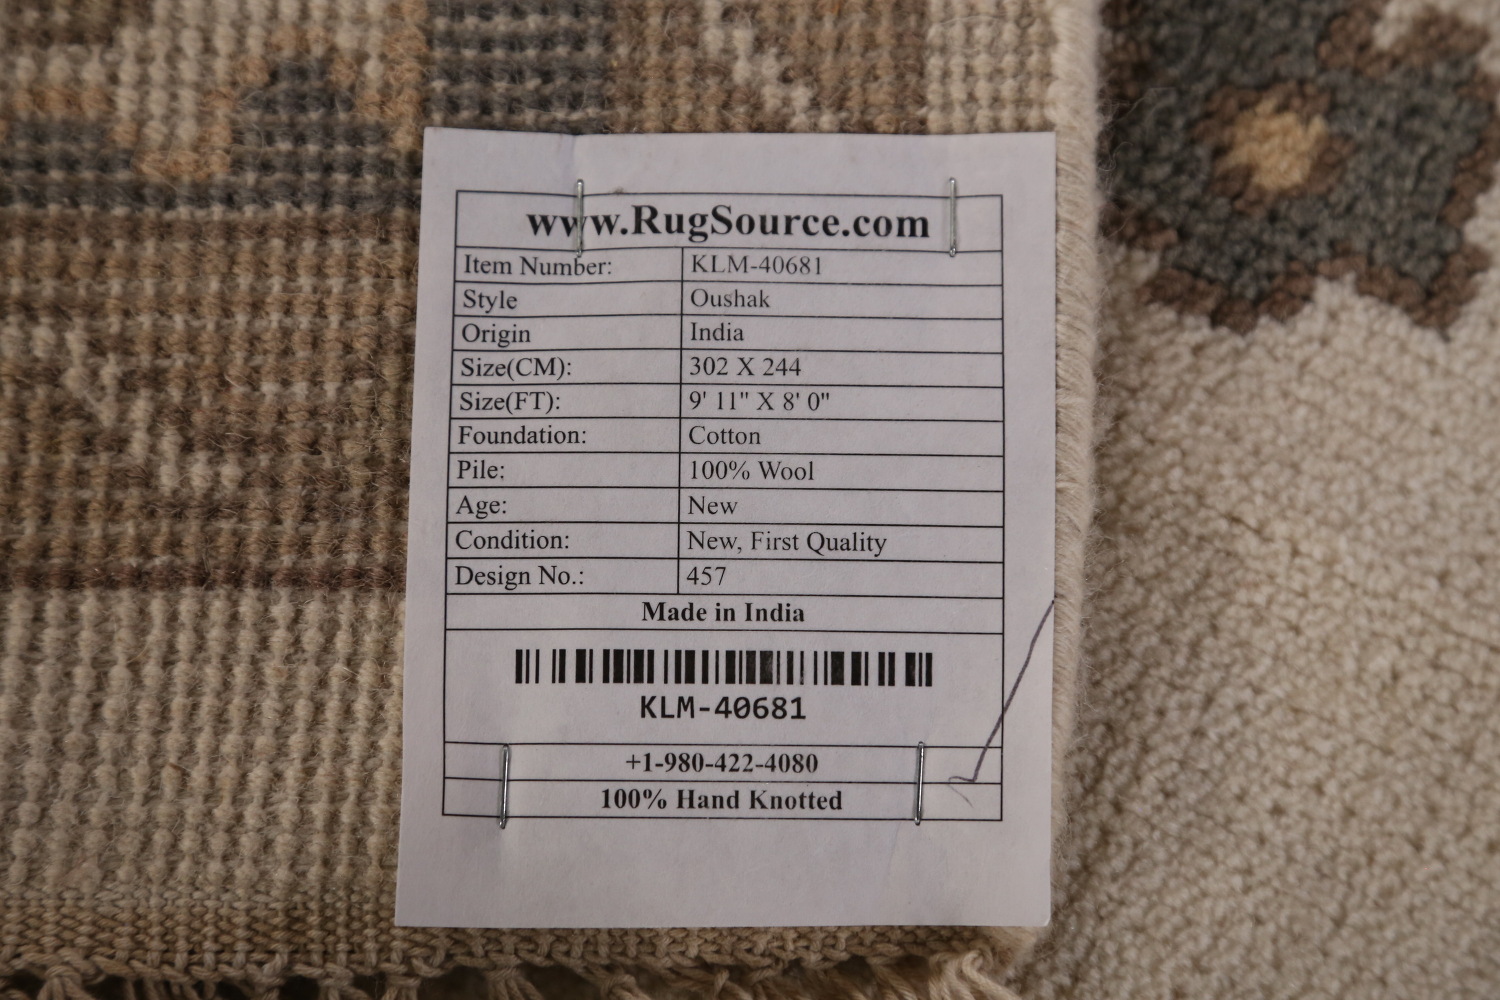 www.RugSource.com
Item Number: KLM-40681
Style Oushak
Origin India
Size(CM): 302 X 244
Size(FT): 9' 11" X 8' 0"
Foundation: Cotton
Pile: 100% Wool
Age: New
Condition: New, First Quality
Design No.: 457
Made in India
KLM-40681
+1-980-422-4080
100% Hand Knotted